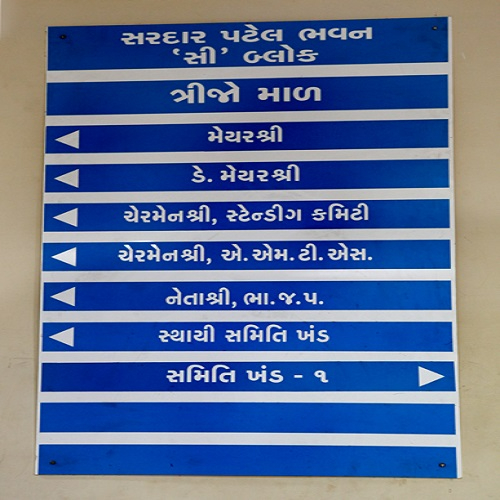 સરદાર પટેલ ભવન
‘સી’ બ્લોક
ત્રીજો માળ
મેયરશ્રી
ડે. મેયરશ્રી
ચેરમેનશ્રી, સ્ટેન્ડીગ કમિટી
ચેરમેનશ્રી, એ.એમ.ટી.એસ.
નેતાશ્રી, ભા.જ.પ.
સ્થાયી સમિતિ ખંડ
સમિતિ ખંડ - ૧